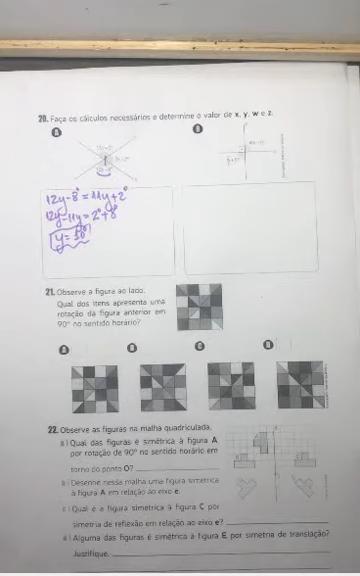 20. Faça os cálculos necessários e determine o valor de x, y, w e z.
A
B
12y-8° = 11y+2°
12y-11y = 2°+8°
21. Observe a figura ao lado.
Qual dos itens apresenta uma
rotação da figura anterior em
90° no sentido horário?
A
B
C
D
22. Observe as figuras na malha quadriculada.
a) Qual das figuras é simétrica à figura A
por rotação de 90° no sentido horário em
torno do ponto O?
b) Desenhe nessa malha uma figura simétrica
à figura A em relação ao eixo e.
c) Qual é a figura simétrica à figura C por
simetria de reflexão em relação ao eixo e?
d) Alguma das figuras é simétrica à figura E por simetria de translação?
Justifique.